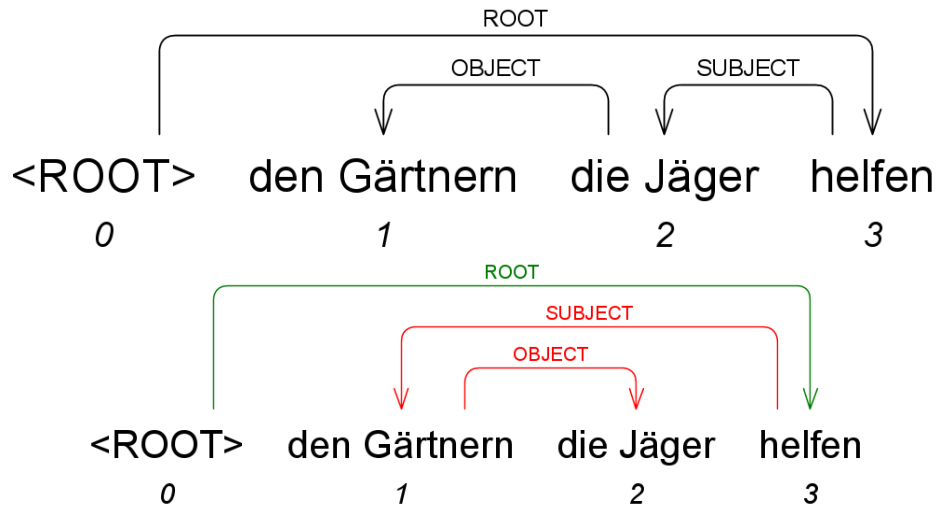 ROOT
OBJECT SUBJECT
<ROOT> den Gärtnern die Jäger helfen
0 1 2 3
ROOT
SUBJECT
OBJECT
<ROOT> den Gärtnern die Jäger helfen
0 1 2 3